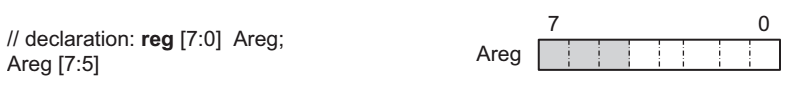 // declaration: reg [7:0] Areg;
Areg [7:5]
7 0
Areg